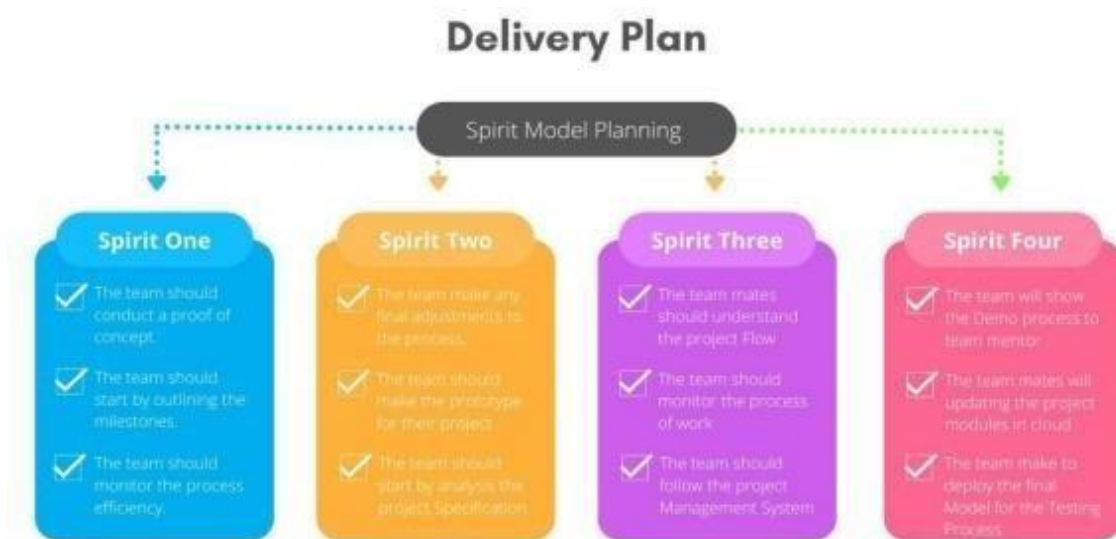 Delivery Plan
Spirit Model Planning
Spirit One
The team should
conduct a proof of
concept.
The team should
start by outlining the
milestones.
The team should
monitor the process
efficiency.
Spirit Two
The team make any
final adjustments to
the process.
The team should
make the prototype
for their project
The team should
start by analysis the
project Specification
Spirit Three
The team mates
should understand
the project Flow
The team should
monitor the process
of work
The team should
follow the project
Management System
Spirit Four
The team will show
the Demo process to
team mentor
The team mates will
updating the project
modules in cloud
The team make to
deploy the final
Model for the Testing
Process